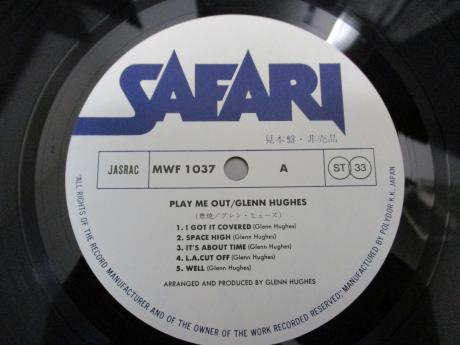 SAFARI
見本盤・非売品
JASRAC
MWF 1037
A
ST 33
PLAY ME OUT/GLENN HUGHES
(燃焼/グレン・ヒューズ)
1. I GOT IT COVERED (Glenn Hughes)
2. SPACE HIGH (Glenn Hughes)
3. IT'S ABOUT TIME (Glenn Hughes)
4. L.A.CUT OFF (Glenn Hughes)
5. WELL (Glenn Hughes)
ARRANGED AND PRODUCED BY GLENN HUGHES
"ALL RIGHTS OF THE RECORD MANUFACTURER AND OF THE OWNER OF THE WORK RECORDED RESERVED", MANUFACTURED BY POLYDOR K.K., JAPAN